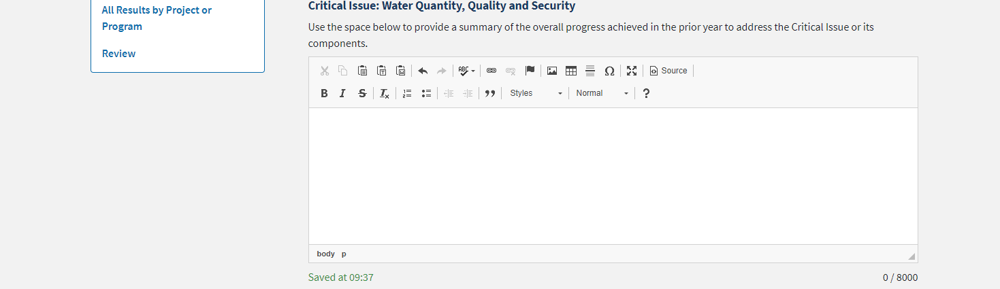 All Results by Project or
Program
Review
Critical Issue: Water Quantity, Quality and Security
Use the space below to provide a summary of the overall progress achieved in the prior year to address the Critical Issue or its
components.
ABC
Ω
Source
B I S Ix
Styles
Normal
?
body p
Saved at 09:37
0 / 8000